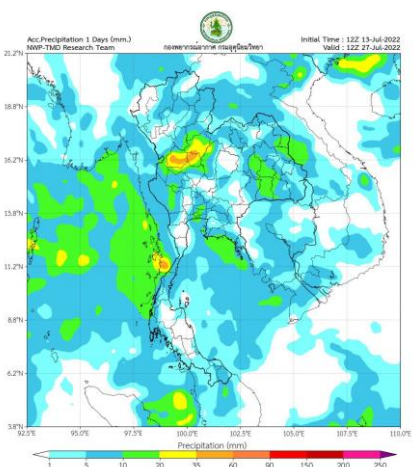 Acc.Precipitation 1 Days (mm.)
NWP-TMD Research Team
กองพยากรณ์อากาศ กรมอุตุนิยมวิทยา
Initial Time : 12Z 13-Jul-2022
Valid : 12Z 27-Jul-2022
21.2°N
18.8°N
16.2°N
13.8°N
11.2°N
8.8°N
6.2°N
3.8°N
92.5°E 95.0°E 97.5°E 100.0°E 102.5°E 105.0°E 107.5°E 110.0°E
Precipitation (mm)
1 5 10 20 35 60 90 150 200 250